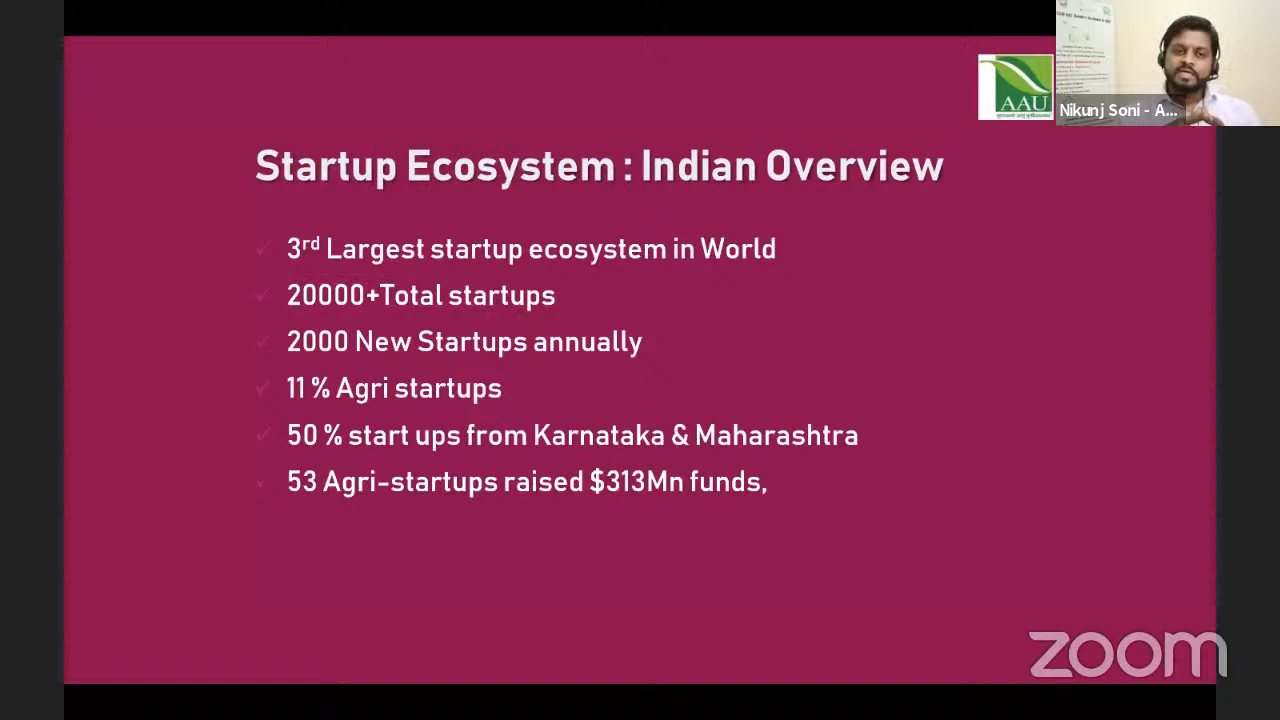 AAU
Nikunj Soni - A...
Startup Ecosystem : Indian Overview
3rd Largest startup ecosystem in World
20000+Total startups
2000 New Startups annually
11 % Agri startups
50 % start ups from Karnataka & Maharashtra
53 Agri-startups raised $313Mn funds,
zoom